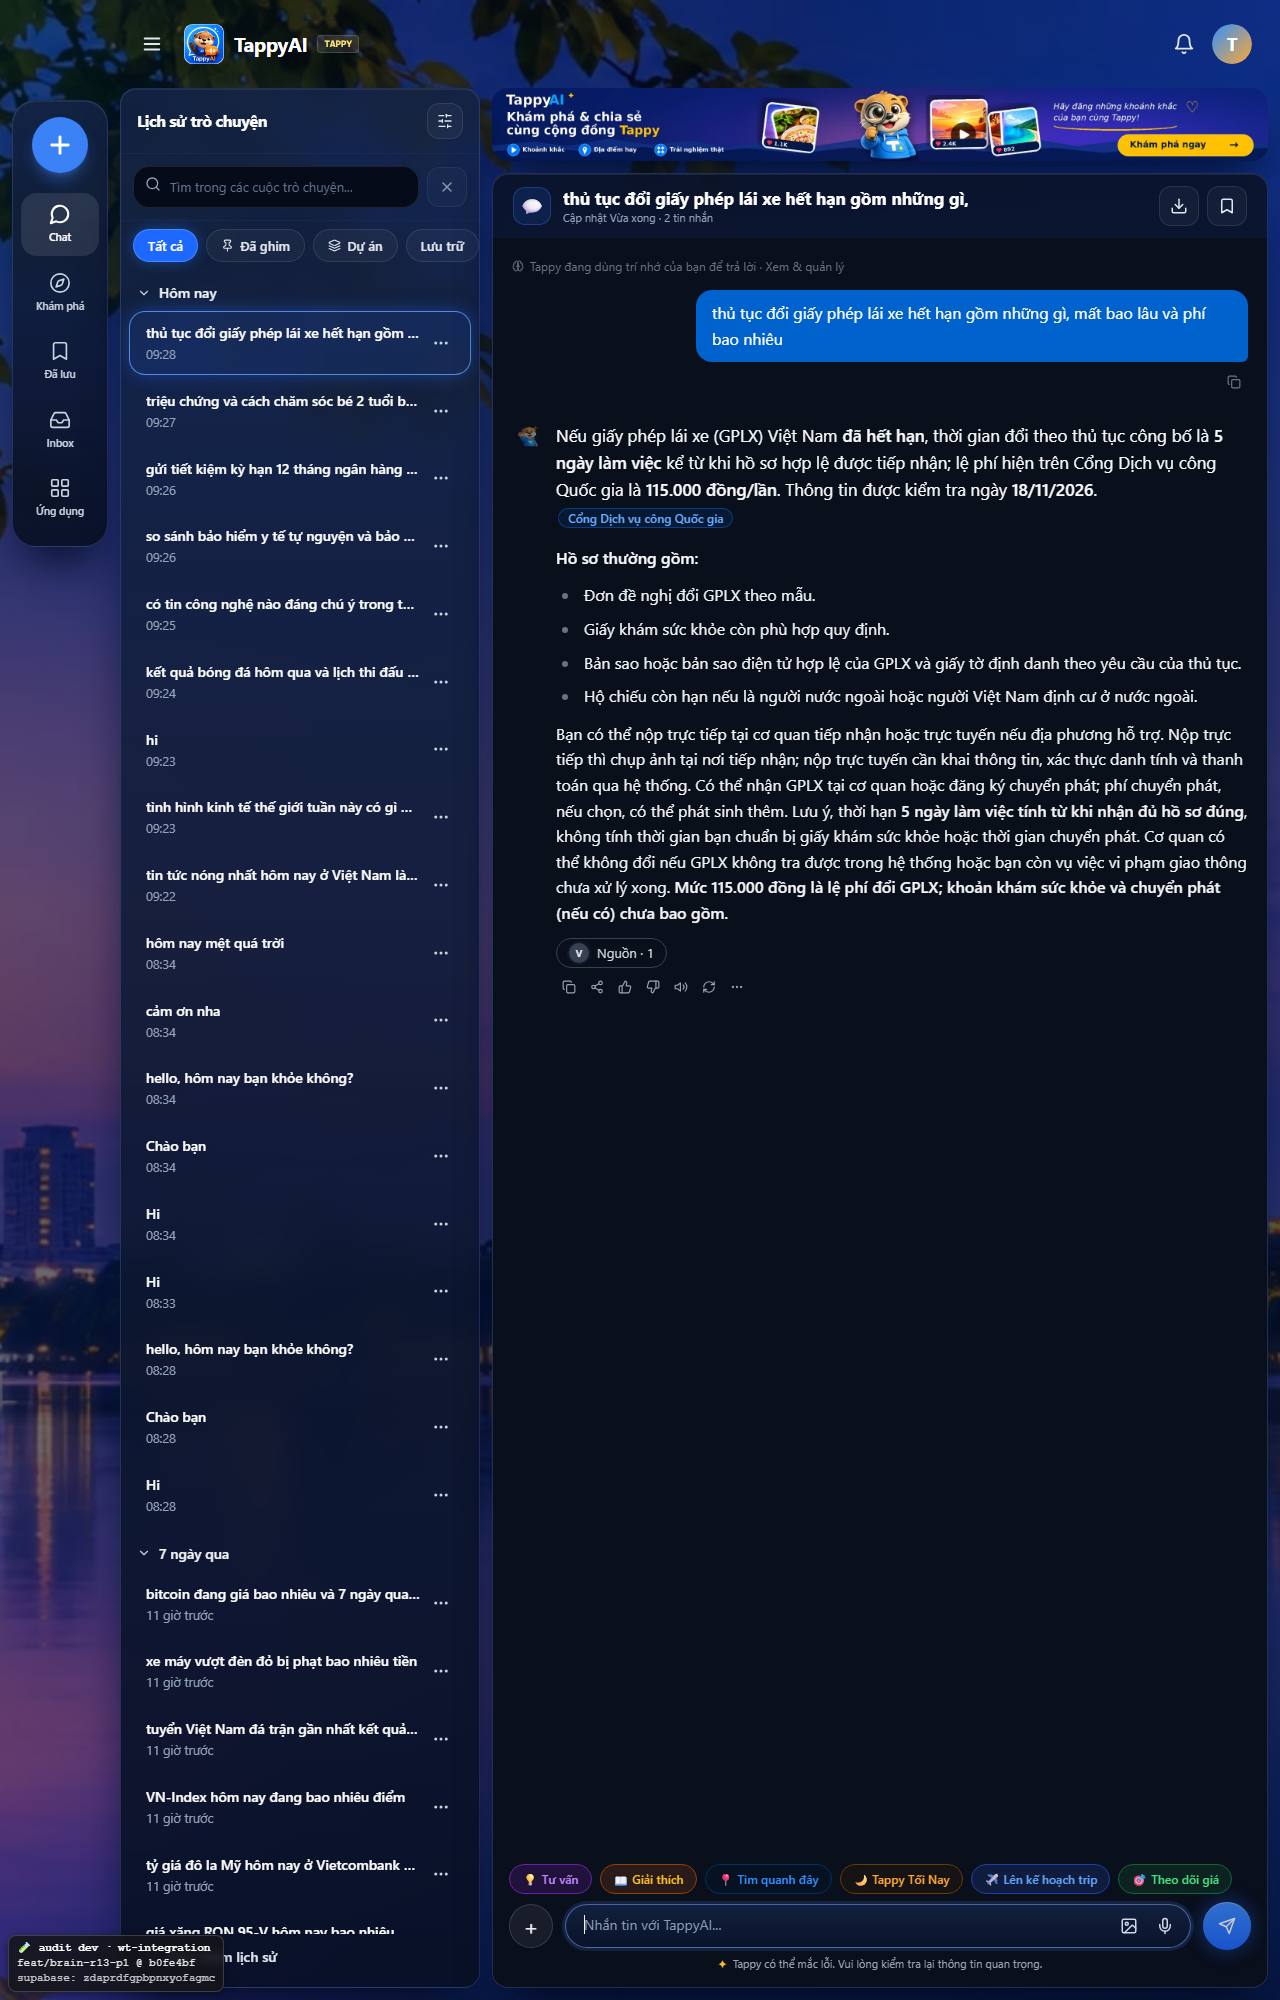 TappyAI TAPPY
T
Chat
Khám phá
Đã lưu
Inbox
Ứng dụng
Lịch sử trò chuyện
Tìm trong các cuộc trò chuyện...
Tất cả
Đã ghim
Dự án
Lưu trữ
Hôm nay
thủ tục đổi giấy phép lái xe hết hạn gồm ...
09:28
triệu chứng và cách chăm sóc bé 2 tuổi b...
09:27
gửi tiết kiệm kỳ hạn 12 tháng ngân hàng ...
09:26
so sánh bảo hiểm y tế tự nguyện và bảo ...
09:26
có tin công nghệ nào đáng chú ý trong t...
09:25
kết quả bóng đá hôm qua và lịch thi đấu ...
09:24
hi
09:23
tình hình kinh tế thế giới tuần này có gì ...
09:23
tin tức nóng nhất hôm nay ở Việt Nam là...
09:22
hôm nay mệt quá trời
08:34
cảm ơn nha
08:34
hello, hôm nay bạn khỏe không?
08:34
Chào bạn
08:34
Hi
08:34
Hi
08:33
hello, hôm nay bạn khỏe không?
08:28
Chào bạn
08:28
Hi
08:28
7 ngày qua
bitcoin đang giá bao nhiêu và 7 ngày qua...
11 giờ trước
xe máy vượt đèn đỏ bị phạt bao nhiêu tiền
11 giờ trước
tuyển Việt Nam đá trận gần nhất kết quả...
11 giờ trước
VN-Index hôm nay đang bao nhiêu điểm
11 giờ trước
tỷ giá đô la Mỹ hôm nay ở Vietcombank ...
11 giờ trước
giá xăng RON 95-V hôm nay bao nhiêu
lịch sử
audit dev · wt-integration
feat/brain-r13-p1 @ b0fe4bf
supabase: zdaprdfgpbpnxyofagmc
TappyAI
Khám phá & chia sẻ
cùng cộng đồng Tappy
Khoảnh khắc
Địa điểm hay
Trải nghiệm thật
1.1K
2.4K
892
Hãy đăng những khoảnh khắc
của bạn cùng Tappy!
Khám phá ngay →
thủ tục đổi giấy phép lái xe hết hạn gồm những gì,
Cập nhật Vừa xong · 2 tin nhắn
Tappy đang dùng trí nhớ của bạn để trả lời · Xem & quản lý
thủ tục đổi giấy phép lái xe hết hạn gồm những gì, mất bao lâu và phí
bao nhiêu
Nếu giấy phép lái xe (GPLX) Việt Nam đã hết hạn, thời gian đổi theo thủ tục công bố là 5
ngày làm việc kể từ khi hồ sơ hợp lệ được tiếp nhận; lệ phí hiện trên Cổng Dịch vụ công
Quốc gia là 115.000 đồng/lần. Thông tin được kiểm tra ngày 18/11/2026.
Cổng Dịch vụ công Quốc gia
Hồ sơ thường gồm:
Đơn đề nghị đổi GPLX theo mẫu.
Giấy khám sức khỏe còn phù hợp quy định.
Bản sao hoặc bản sao điện tử hợp lệ của GPLX và giấy tờ định danh theo yêu cầu của thủ tục.
Hộ chiếu còn hạn nếu là người nước ngoài hoặc người Việt Nam định cư ở nước ngoài.
Bạn có thể nộp trực tiếp tại cơ quan tiếp nhận hoặc trực tuyến nếu địa phương hỗ trợ. Nộp trực
tiếp thì chụp ảnh tại nơi tiếp nhận; nộp trực tuyến cần khai thông tin, xác thực danh tính và thanh
toán qua hệ thống. Có thể nhận GPLX tại cơ quan hoặc đăng ký chuyển phát; phí chuyển phát,
nếu chọn, có thể phát sinh thêm. Lưu ý, thời hạn 5 ngày làm việc tính từ khi nhận đủ hồ sơ đúng,
không tính thời gian bạn chuẩn bị giấy khám sức khỏe hoặc thời gian chuyển phát. Cơ quan có
thể không đổi nếu GPLX không tra được trong hệ thống hoặc bạn còn vụ việc vi phạm giao thông
chưa xử lý xong. Mức 115.000 đồng là lệ phí đổi GPLX; khoản khám sức khỏe và chuyển phát
(nếu có) chưa bao gồm.
V Nguồn · 1
Tư vấn
Giải thích
Tìm quanh đây
Tappy Tối Nay
Lên kế hoạch trip
Theo dõi giá
Nhắn tin với TappyAI...
Tappy có thể mắc lỗi. Vui lòng kiểm tra lại thông tin quan trọng.